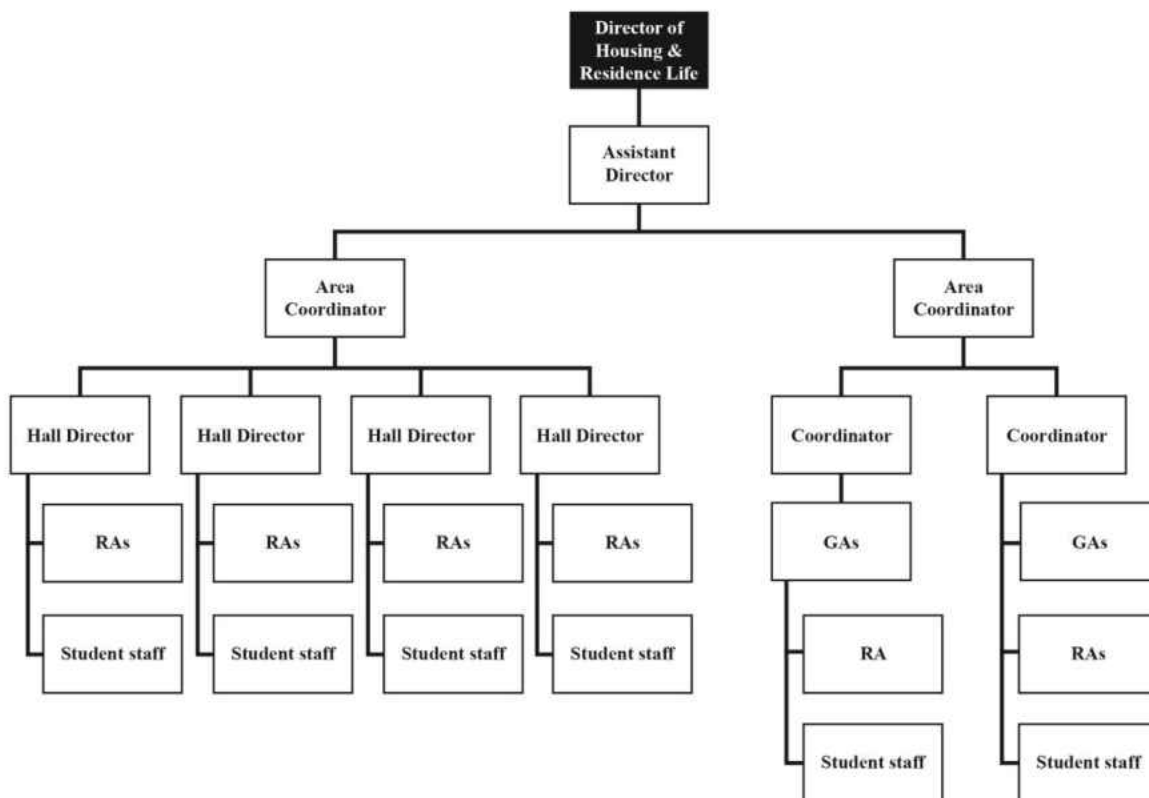 Director of
Housing &
Residence Life
Assistant
Director
Area
Coordinator
Area
Coordinator
Hall Director
Hall Director
Hall Director
Hall Director
Coordinator
Coordinator
RAs
RAs
RAs
RAs
GAs
GAs
Student staff
Student staff
Student staff
Student staff
RA
RAs
Student staff
Student staff